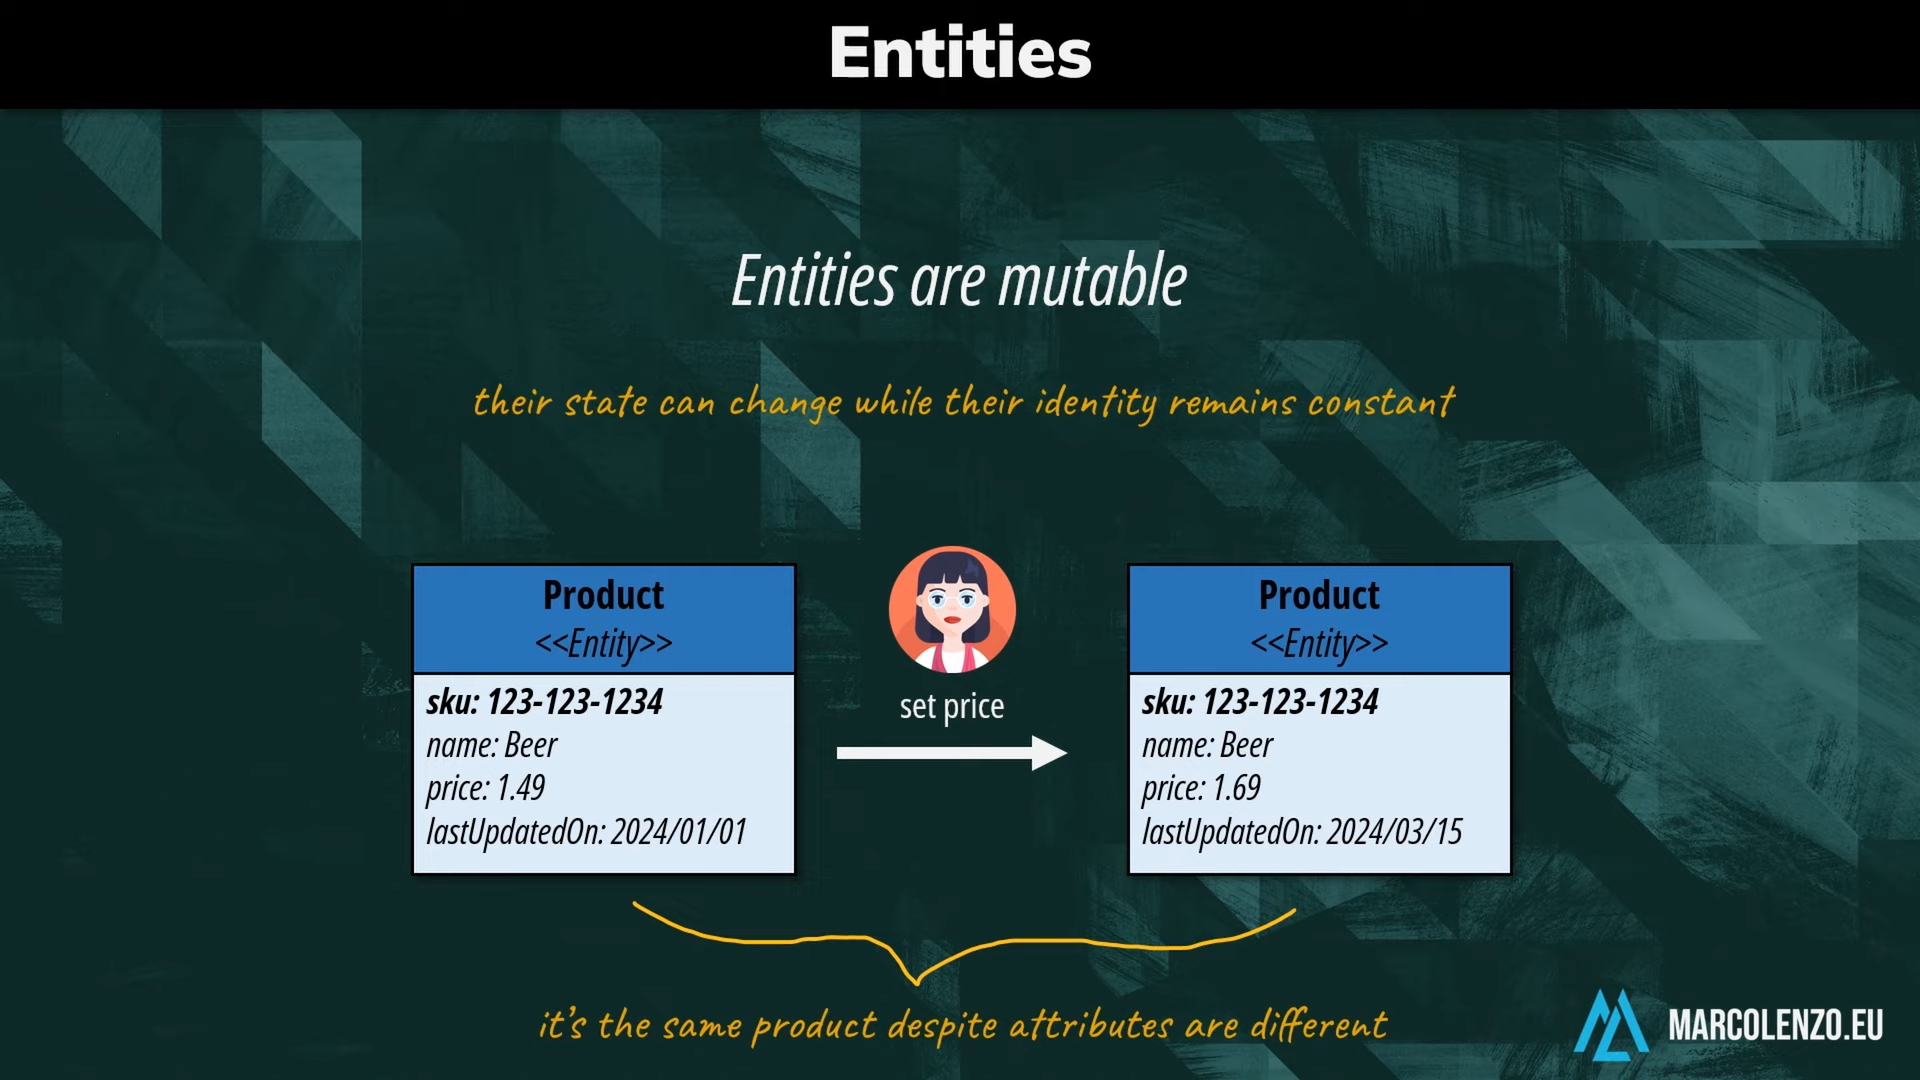 Entities
Entities are mutable
their state can change while their identity remains constant
Product
<<Entity>>
sku: 123-123-1234
name: Beer
price: 1.49
lastUpdatedOn: 2024/01/01
set price
Product
<<Entity>>
sku: 123-123-1234
name: Beer
price: 1.69
lastUpdatedOn: 2024/03/15
it's the same product despite attributes are different
MARCOLENZO.EU